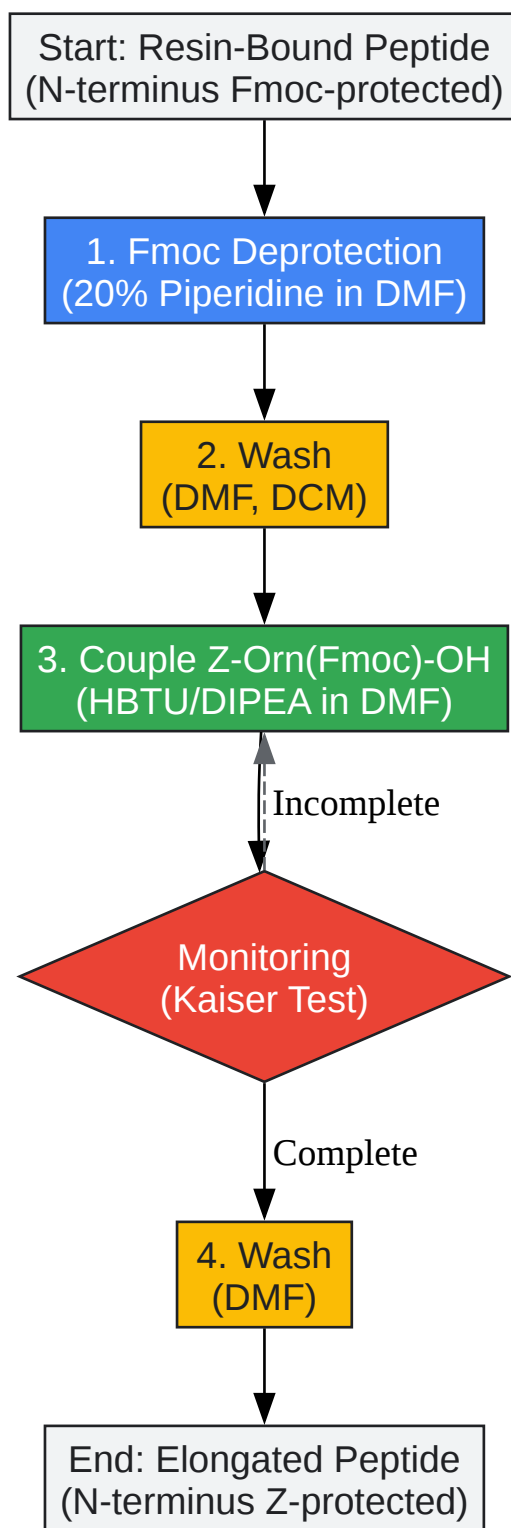 Start: Resin-Bound Peptide
(N-terminus Fmoc-protected)
1. Fmoc Deprotection
(20% Piperidine in DMF)
2. Wash
(DMF, DCM)
3. Couple Z-Orn(Fmoc)-OH
(HBTU/DIPEA in DMF)
Incomplete
Monitoring
(Kaiser Test)
Complete
4. Wash
(DMF)
End: Elongated Peptide
(N-terminus Z-protected)